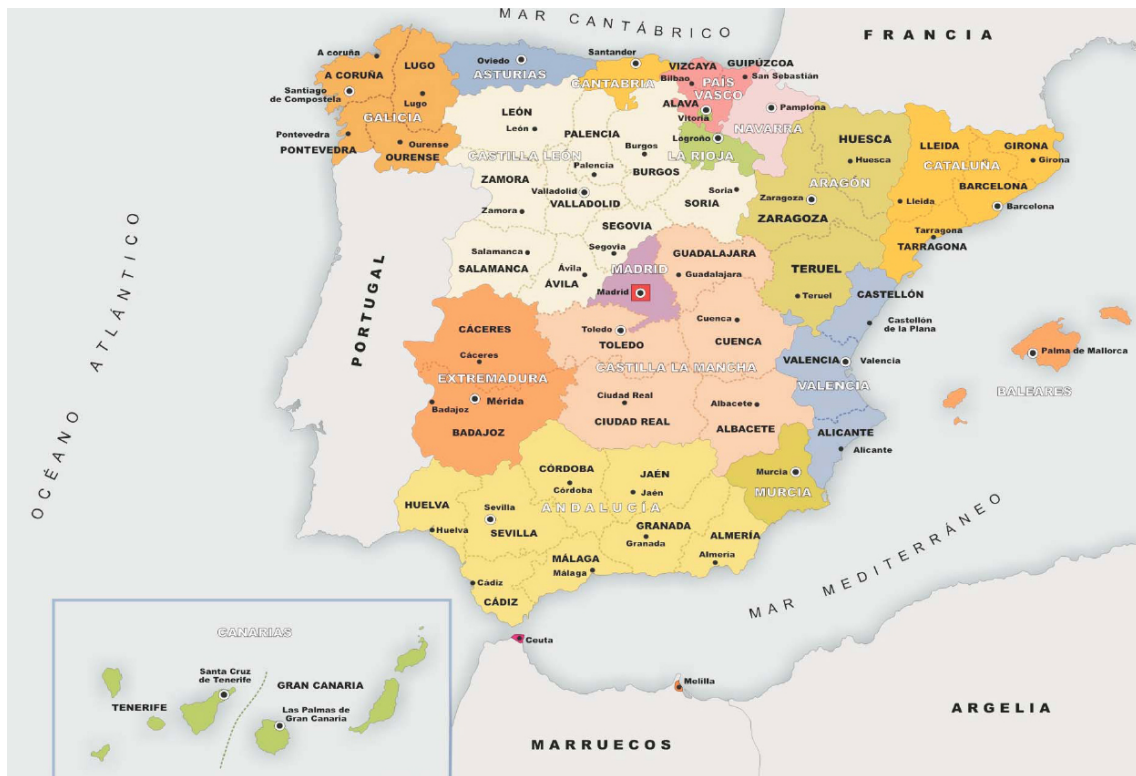 MAR CANTÁBRICO
FRANCIA
A coruña
A CORUÑA
LUGO
Santiago
de Compostela
Lugo
GALICIA
Pontevedra
PONTEVEDRA
Ourense
OURENSE
Oviedo
ASTURIAS
Santander
CANTABRIA
VIZCAYA
GUIPÚZCOA
Bilbao
San Sebastián
PAÍS
VASCO
ALAVA
Vitoria
Pamplona
NAVARRA
Logroño
LA RIOJA
LEÓN
León
PALENCIA
Burgos
CASTILLA LEÓN
Palencia
BURGOS
ZAMORA
Valladolid
VALLADOLID
Soria
SORIA
Zamora
SEGOVIA
Salamanca
SALAMANCA
Segovia
Ávila
ÁVILA
HUESCA
Huesca
ARAGÓN
Zaragoza
ZARAGOZA
TERUEL
Teruel
LLEIDA
GIRONA
Girona
CATALUÑA
BARCELONA
Lleida
Barcelona
Tarragona
TARRAGONA
MADRID
Madrid
GUADALAJARA
Guadalajara
Toledo
TOLEDO
Cuenca
CUENCA
CASTILLA LA MANCHA
Ciudad Real
CIUDAD REAL
Albacete
ALBACETE
CASTELLÓN
Castellón
de la Plana
VALENCIA
Valencia
VALENCIA
ALICANTE
Alicante
Palma de Mallorca
BALEARES
CÁCERES
Cáceres
EXTREMADURA
Badajoz
Mérida
BADAJOZ
PORTUGAL
OCÉANO ATLÁNTICO
Murcia
MURCIA
CÓRDOBA
Córdoba
JAÉN
Jaén
HUELVA
Huelva
Sevilla
SEVILLA
ANDALUCÍA
GRANADA
Granada
ALMERÍA
Almería
MÁLAGA
Málaga
Cádiz
CÁDIZ
MAR MEDITERRÁNEO
Ceuta
Melilla
MARRUECOS
ARGELIA
CANARIAS
Santa Cruz
de Tenerife
TENERIFE
GRAN CANARIA
Las Palmas de
Gran Canaria